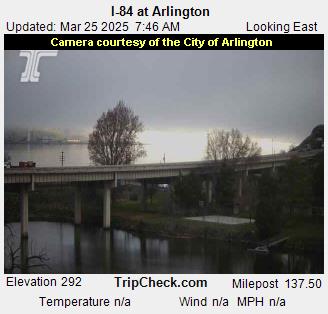 I-84 at Arlington
Updated: Mar 25 2025 7:46 AM Looking East
Camera courtesy of the City of Arlington
Elevation 292 TripCheck.com Milepost 137.50
Temperature n/a Wind n/a MPH n/a